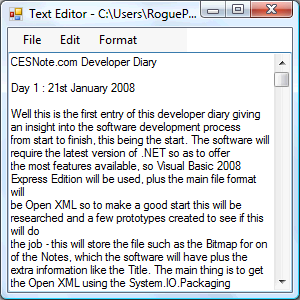 Text Editor - C:\Users\RogueP...
File Edit Format
CESNote.com Developer Diary
Day 1 : 21st January 2008
Well this is the first entry of this developer diary giving
an insight into the software development process
from start to finish, this being the start. The software will
require the latest version of .NET so as to offer
the most features available, so Visual Basic 2008
Express Edition will be used, plus the main file format
will
be Open XML so to make a good start this will be
researched and a few prototypes created to see if this
will do
the job - this will store the file such as the Bitmap for on
of the Notes, which the software will have plus the
extra information like the Title. The main thing is to get
the Open XML using the System.IO.Packaging